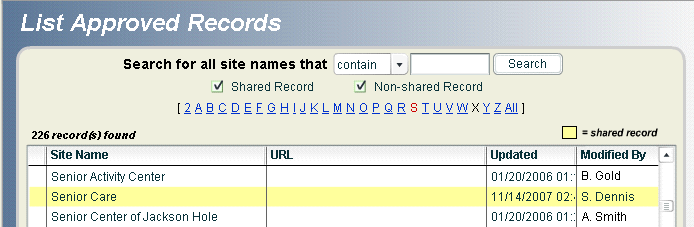 List Approved Records
Search for all site names that contain Search
Shared Record Non-shared Record
[ 2 A B C D E F G H I J K L M N O P Q R S T U V W X Y Z All ]
226 record(s) found = shared record
Site Name URL Updated Modified By
Senior Activity Center 01/20/2006 01: B. Gold
Senior Care 11/14/2007 02: S. Dennis
Senior Center of Jackson Hole 01/20/2006 01: A. Smith